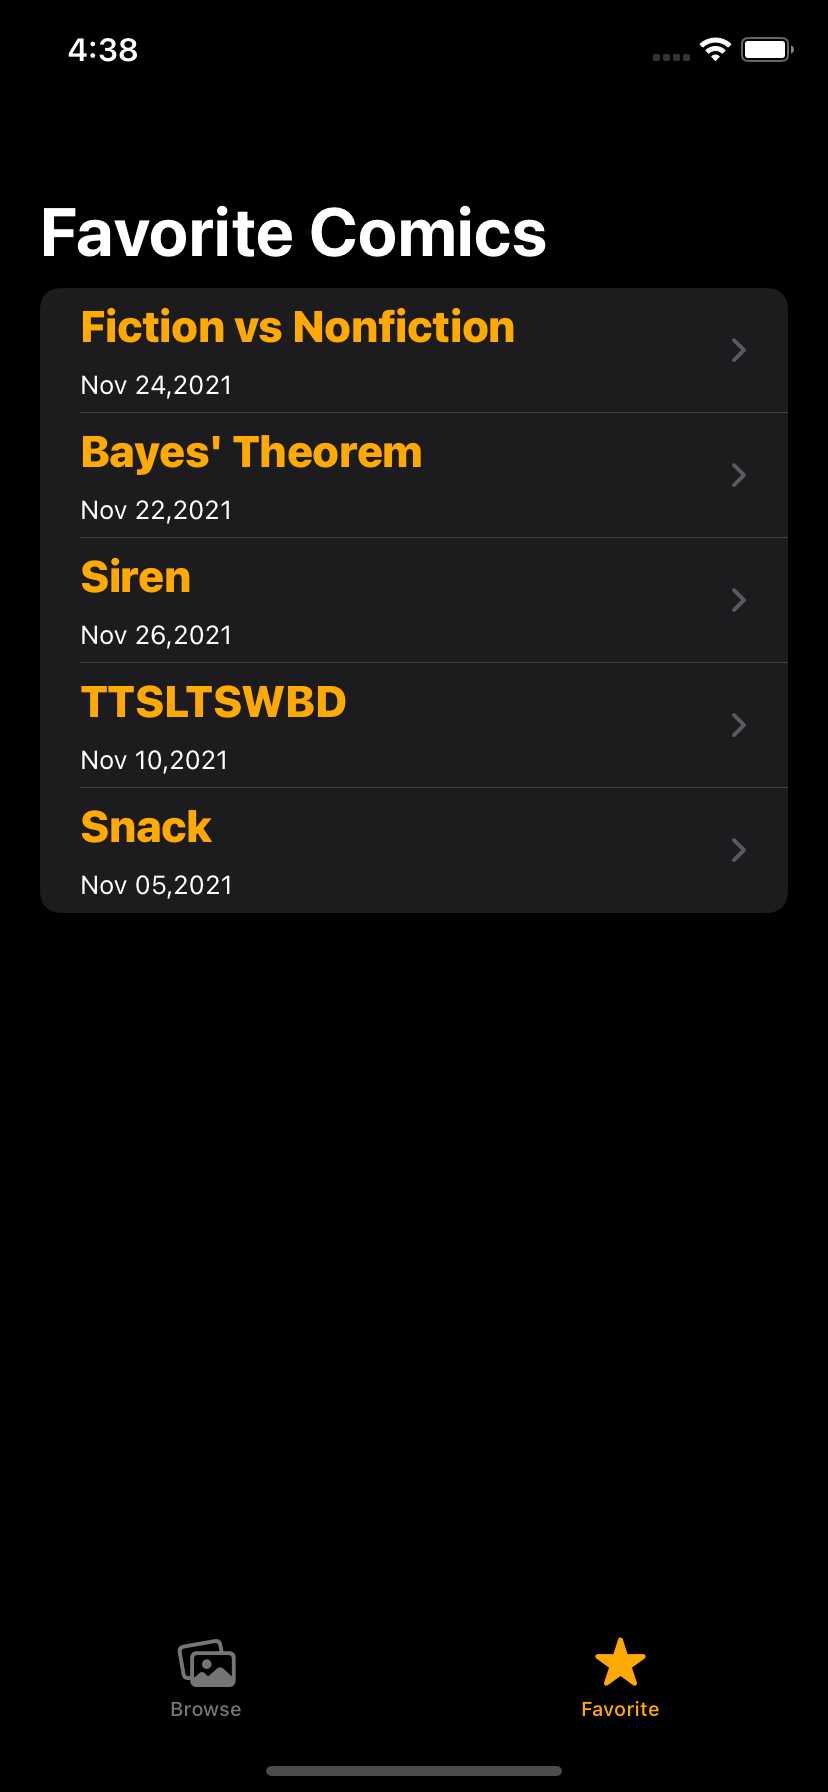 4:38
Favorite Comics
Fiction vs Nonfiction
Nov 24,2021
Bayes' Theorem
Nov 22,2021
Siren
Nov 26,2021
TTSLTSWBD
Nov 10,2021
Snack
Nov 05,2021
Browse
Favorite